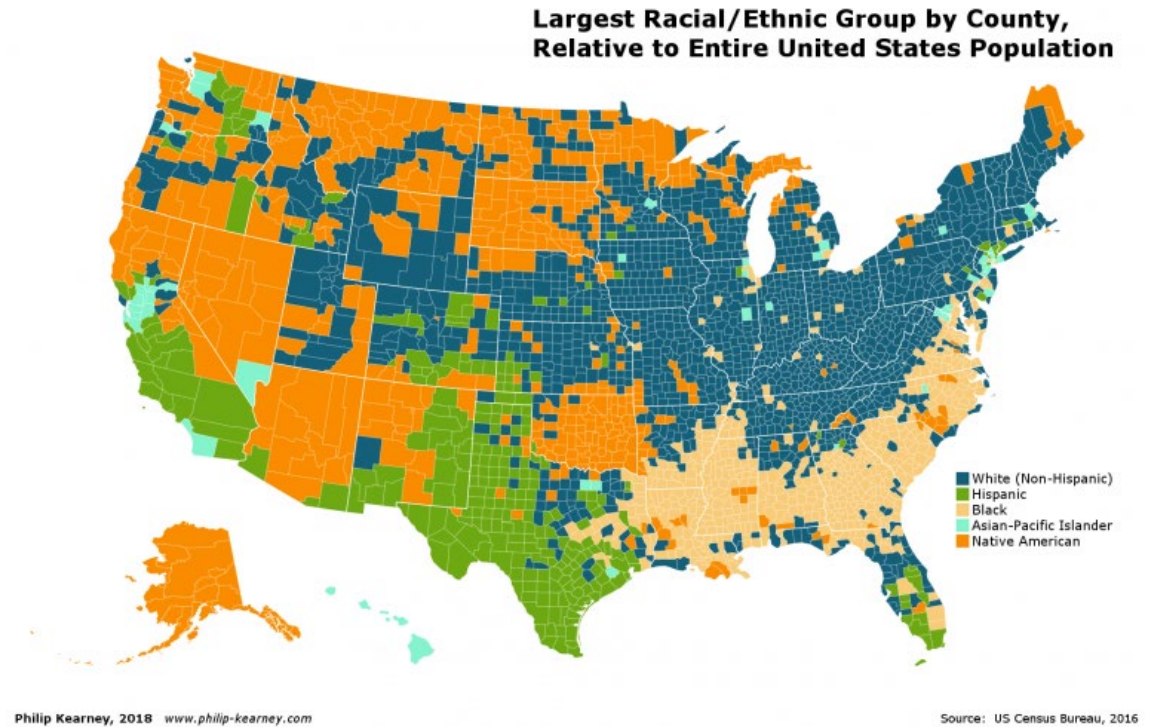 Largest Racial/Ethnic Group by County,
Relative to Entire United States Population
White (Non-Hispanic)
Hispanic
Black
Asian-Pacific Islander
Native American
Philip Kearney, 2018 www.philip-kearney.com
Source: US Census Bureau, 2016